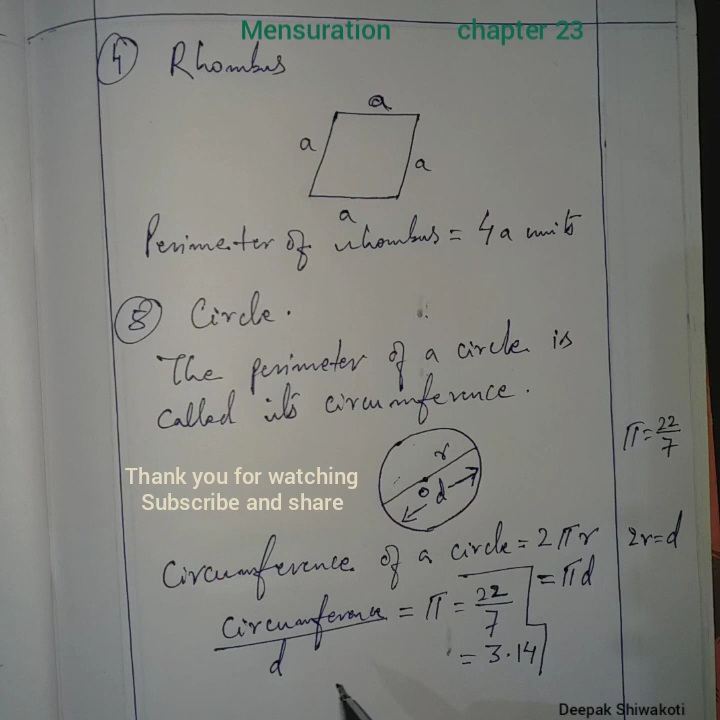 Mensuration chapter 23
4 Rhombus
a
a a
a
Perimeter of rhombus = 4a units
8 Circle.
The perimeter of a circle is
called its circumference.
π = 22/7
r
o d
Thank you for watching
Subscribe and share
Circumference of a circle = 2πr 2r=d
= πd
Circumference/d = π = 22/7
= 3.14
Deepak Shiwakoti